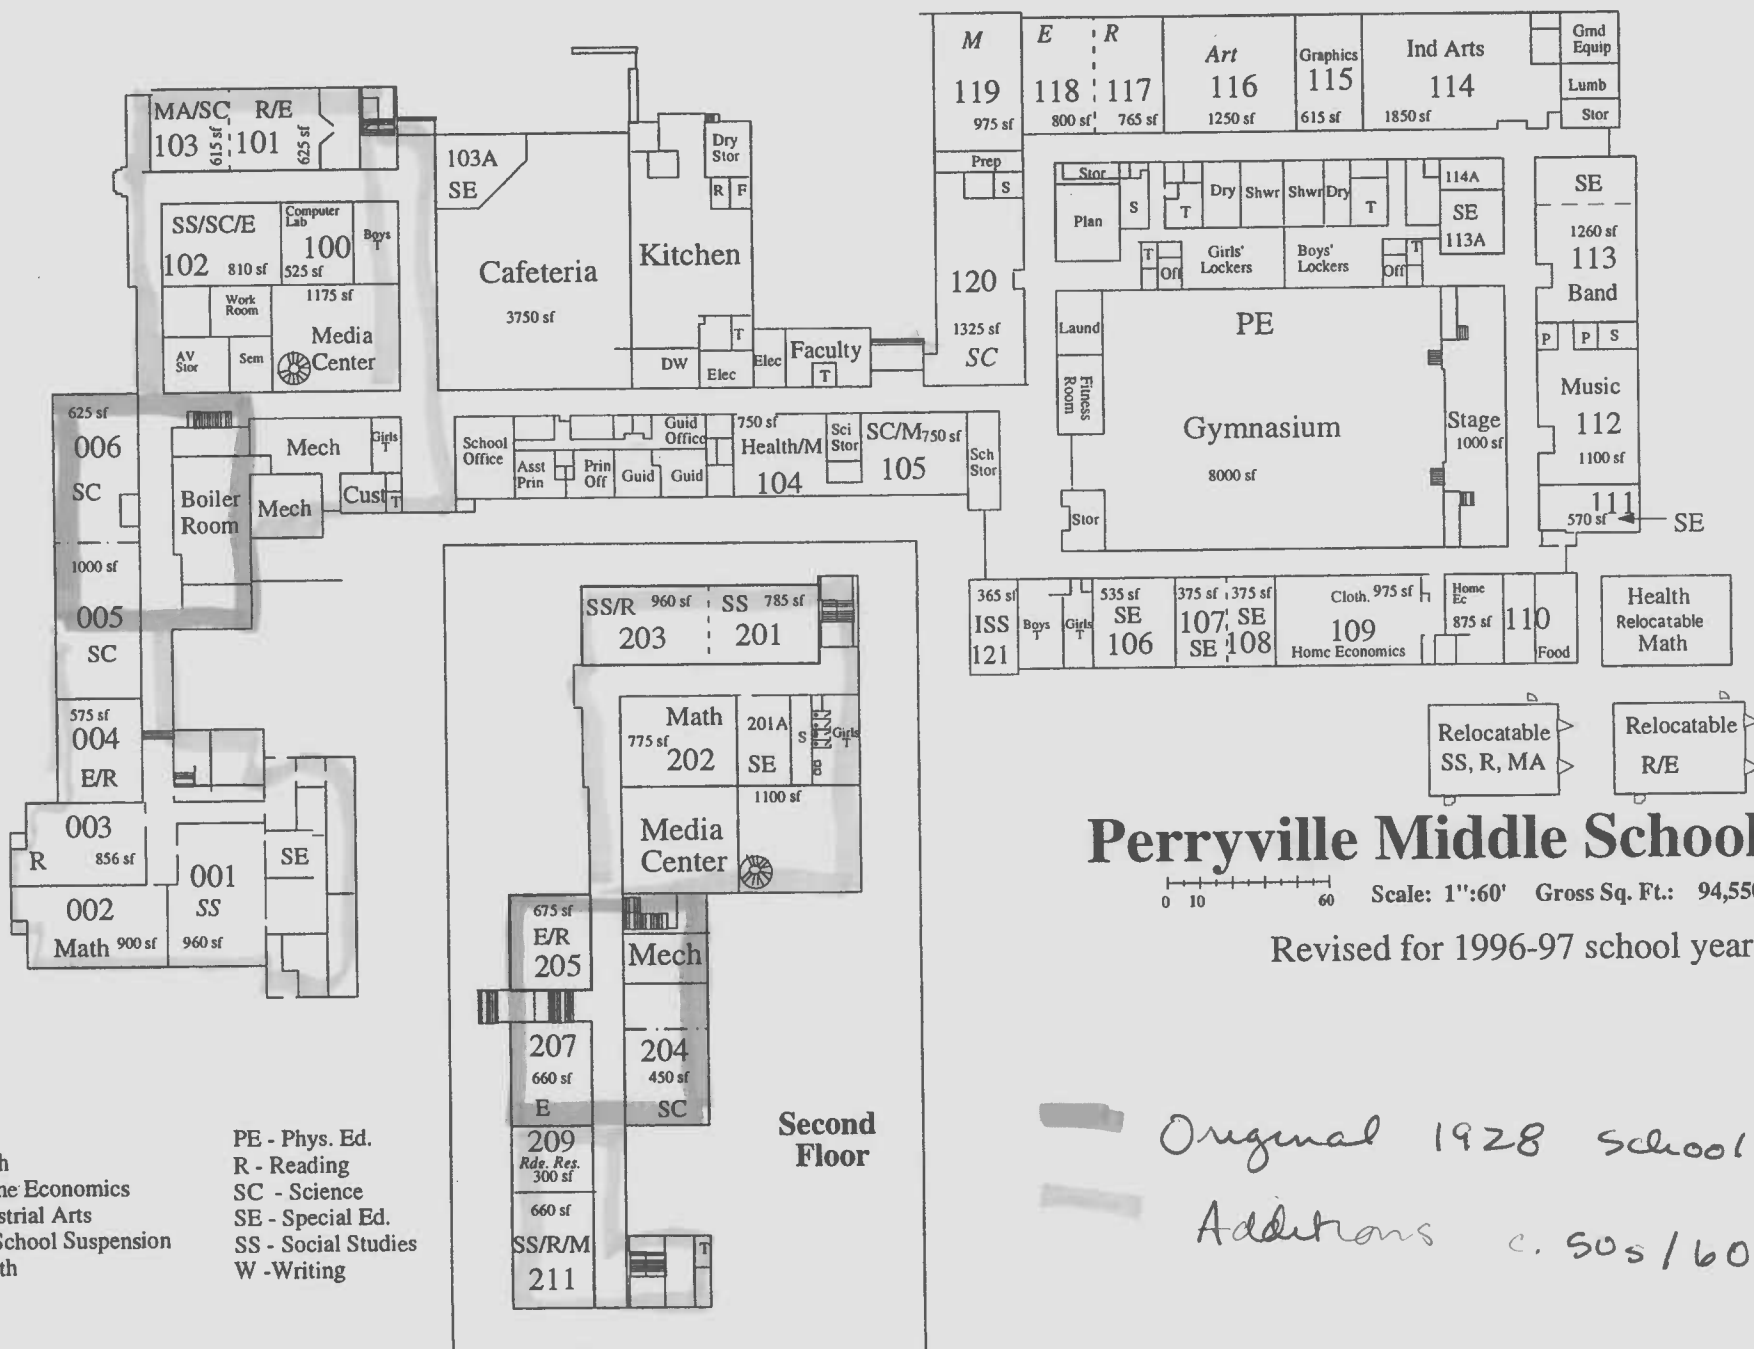 MA/SC R/E
103 615 sf 101 625 sf
103A
SE
SS/SC/E
102 810 sf
Computer
Lab
100
525 sf
Boys
T
Work
Room
1175 sf
Media
Center
AV
Stor
Sem
Cafeteria
3750 sf
Kitchen
Dry
Stor
R F
T
DW
Elec
Elec
Faculty
T
M
119
975 sf
Prep
S
120
1325 sf
SC
E R
118 117
800 sf 765 sf
Art
116
1250 sf
Graphics
115
615 sf
Ind Arts
114
1850 sf
Grnd
Equip
Lumb
Stor
Stor
Plan
S
T
Dry Shwr Shwr Dry
T
114A
SE
113A
T
Off
Girls'
Lockers
Boys'
Lockers
Off
T
SE
1260 sf
113
Band
P P S
Music
112
1100 sf
111
570 sf
SE
Laund
Fitness
Room
Stor
PE
Gymnasium
8000 sf
Stage
1000 sf
625 sf
006
SC
1000 sf
005
SC
575 sf
004
E/R
003
R 856 sf
002
Math 900 sf
001
SS
960 sf
SE
Mech
Girls
T
Boiler
Room
Mech
Cust
T
School
Office
Asst
Prin
Prin
Off
Guid
Office
Guid
Guid
750 sf
Health/M
104
Sci
Stor
SC/M 750 sf
105
Sch
Stor
365 sf
ISS
121
Boys
T
Girls
T
535 sf
SE
106
375 sf
107
SE
375 sf
SE
108
Cloth. 975 sf
109
Home Economics
Home
Ec
875 sf
110
Food
Health
Relocatable
Math
Relocatable
SS, R, MA
Relocatable
R/E
SS/R 960 sf
203
SS 785 sf
201
Math
775 sf
202
201A
SE
S
Girls
T
1100 sf
Media
Center
675 sf
E/R
205
Mech
207
660 sf
E
204
450 sf
SC
209
Rdg. Res.
300 sf
660 sf
SS/R/M
211
T
Second
Floor
Perryville Middle School
0 10 60
Scale: 1":60' Gross Sq. Ft.: 94,550
Revised for 1996-97 school year
Original 1928 School
Additions c. 50s/60
h
ne Economics
strial Arts
School Suspension
th
PE - Phys. Ed.
R - Reading
SC - Science
SE - Special Ed.
SS - Social Studies
W -Writing